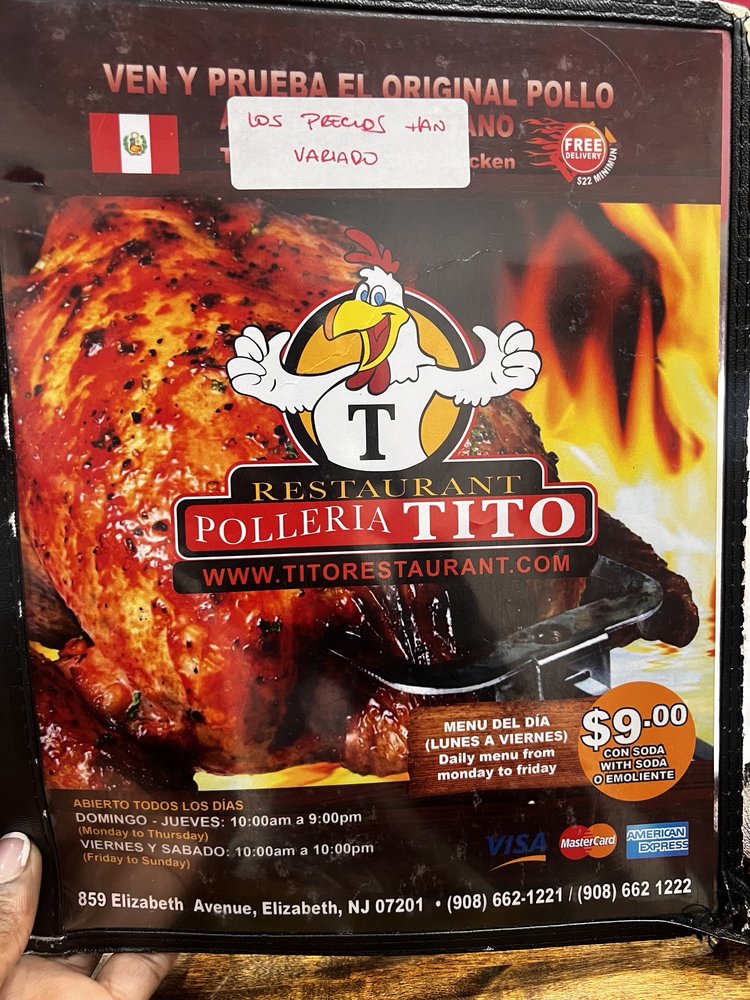 VEN Y PRUEBA EL ORIGINAL POLLO
LOS PRECIOS HAN
VARIADO
ANO
cken
FREE
DELIVERY
$22 MINIMUN
T
RESTAURANT
POLLERIA TITO
WWW.TITORESTAURANT.COM
MENU DEL DÍA
(LUNES A VIERNES)
Daily menu from
monday to friday
$9.00
CON SODA
WITH SODA
O EMOLIENTE
ABIERTO TODOS LOS DÍAS
DOMINGO - JUEVES: 10:00am a 9:00pm
(Monday to Thursday)
VIERNES Y SABADO: 10:00am a 10:00pm
(Friday to Sunday)
VISA
MasterCard
AMERICAN
EXPRESS
859 Elizabeth Avenue, Elizabeth, NJ 07201 • (908) 662-1221 / (908) 662 1222